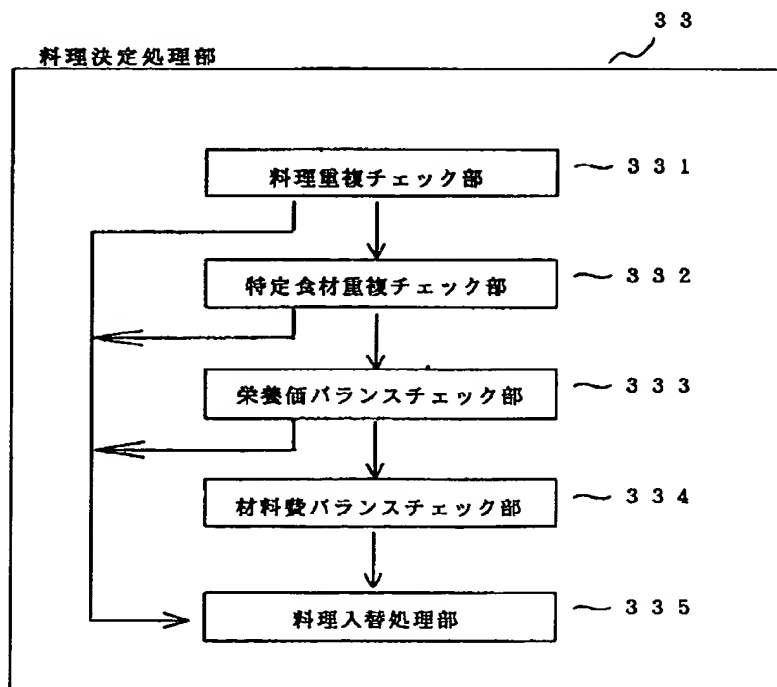 33
料理決定処理部
料理重複チェック部 331
特定食材重複チェック部 332
栄養価バランスチェック部 333
材料費バランスチェック部 334
料理入替処理部 335